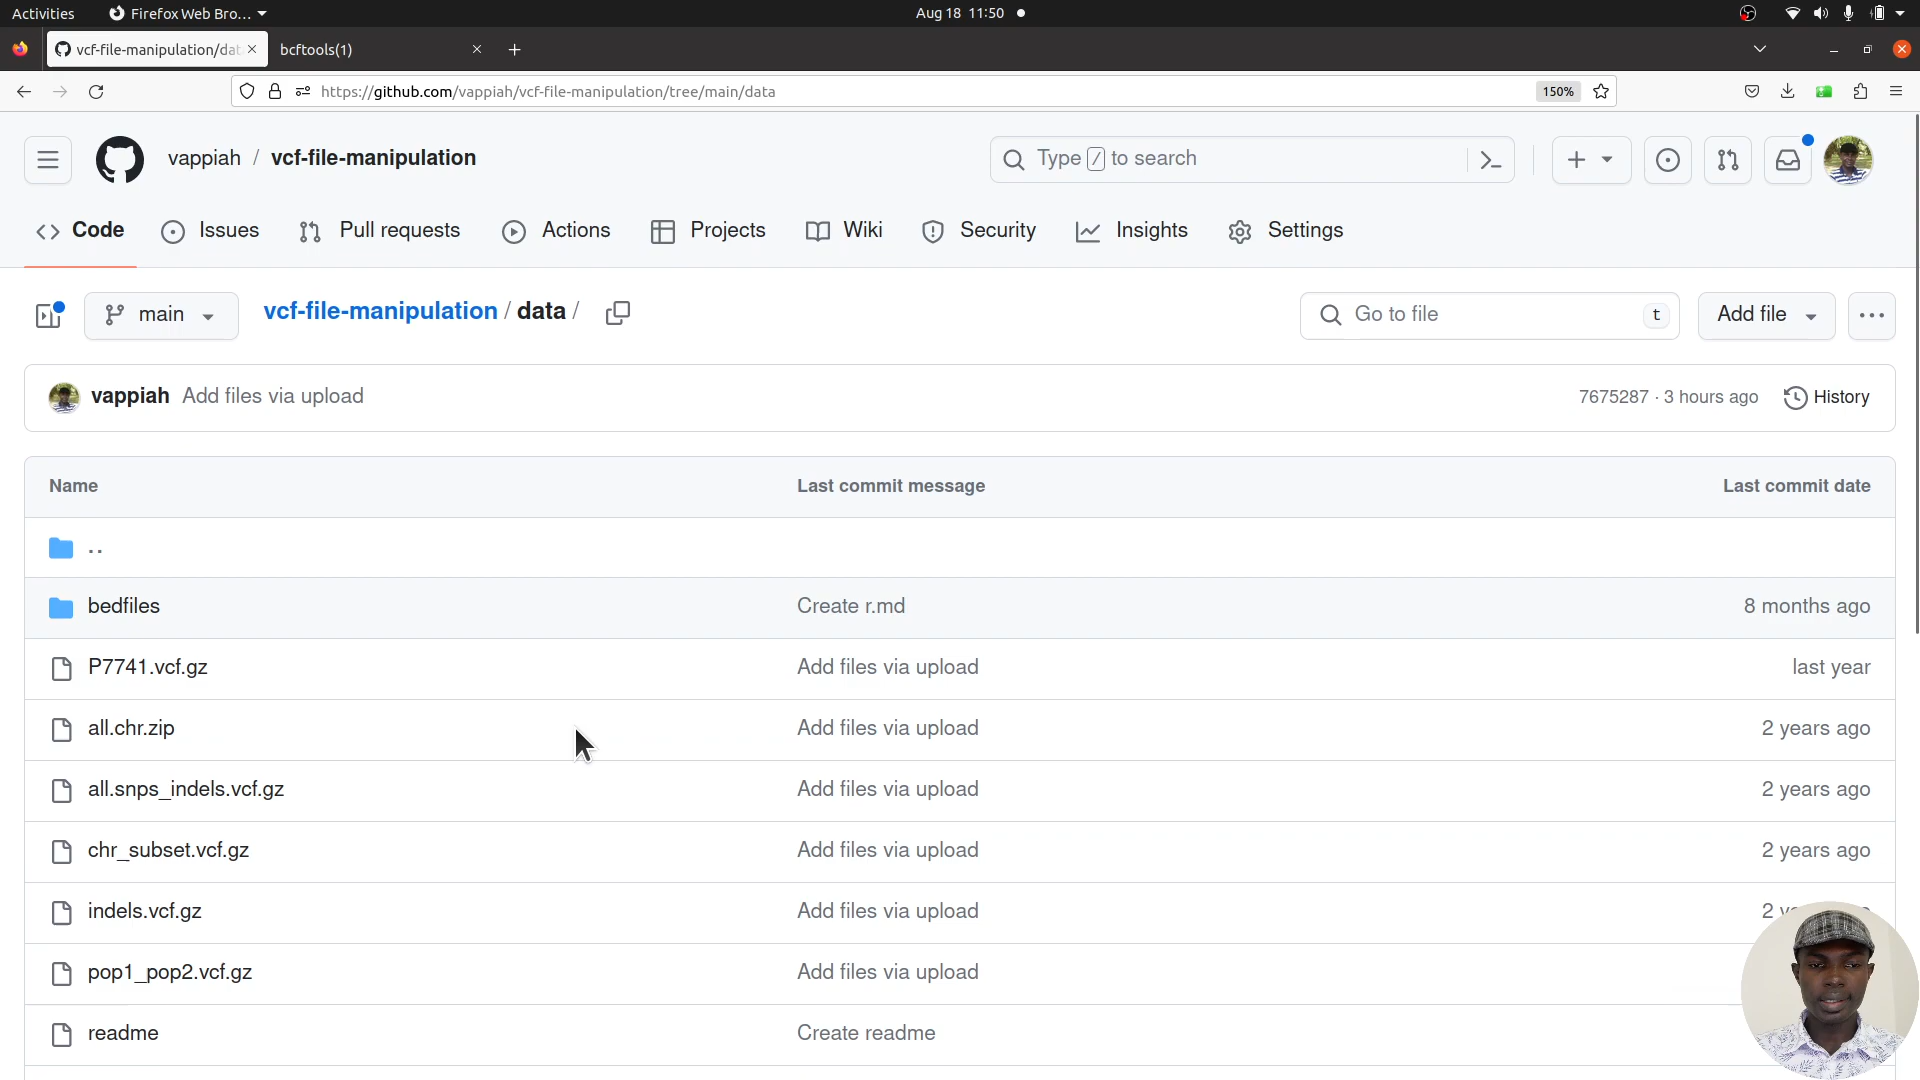 Activities
Firefox Web Bro...
Aug 18 11:50
vcf-file-manipulation/dat
bcftools(1)
https://github.com/vappiah/vcf-file-manipulation/tree/main/data
150%
vappiah / vcf-file-manipulation
Type / to search
Code
Issues
Pull requests
Actions
Projects
Wiki
Security
Insights
Settings
main
vcf-file-manipulation / data /
Go to file
t
Add file
vappiah Add files via upload
7675287 · 3 hours ago
History
Name
Last commit message
Last commit date
..
bedfiles
Create r.md
8 months ago
P7741.vcf.gz
Add files via upload
last year
all.chr.zip
Add files via upload
2 years ago
all.snps_indels.vcf.gz
Add files via upload
2 years ago
chr_subset.vcf.gz
Add files via upload
2 years ago
indels.vcf.gz
Add files via upload
2
pop1_pop2.vcf.gz
Add files via upload
readme
Create readme